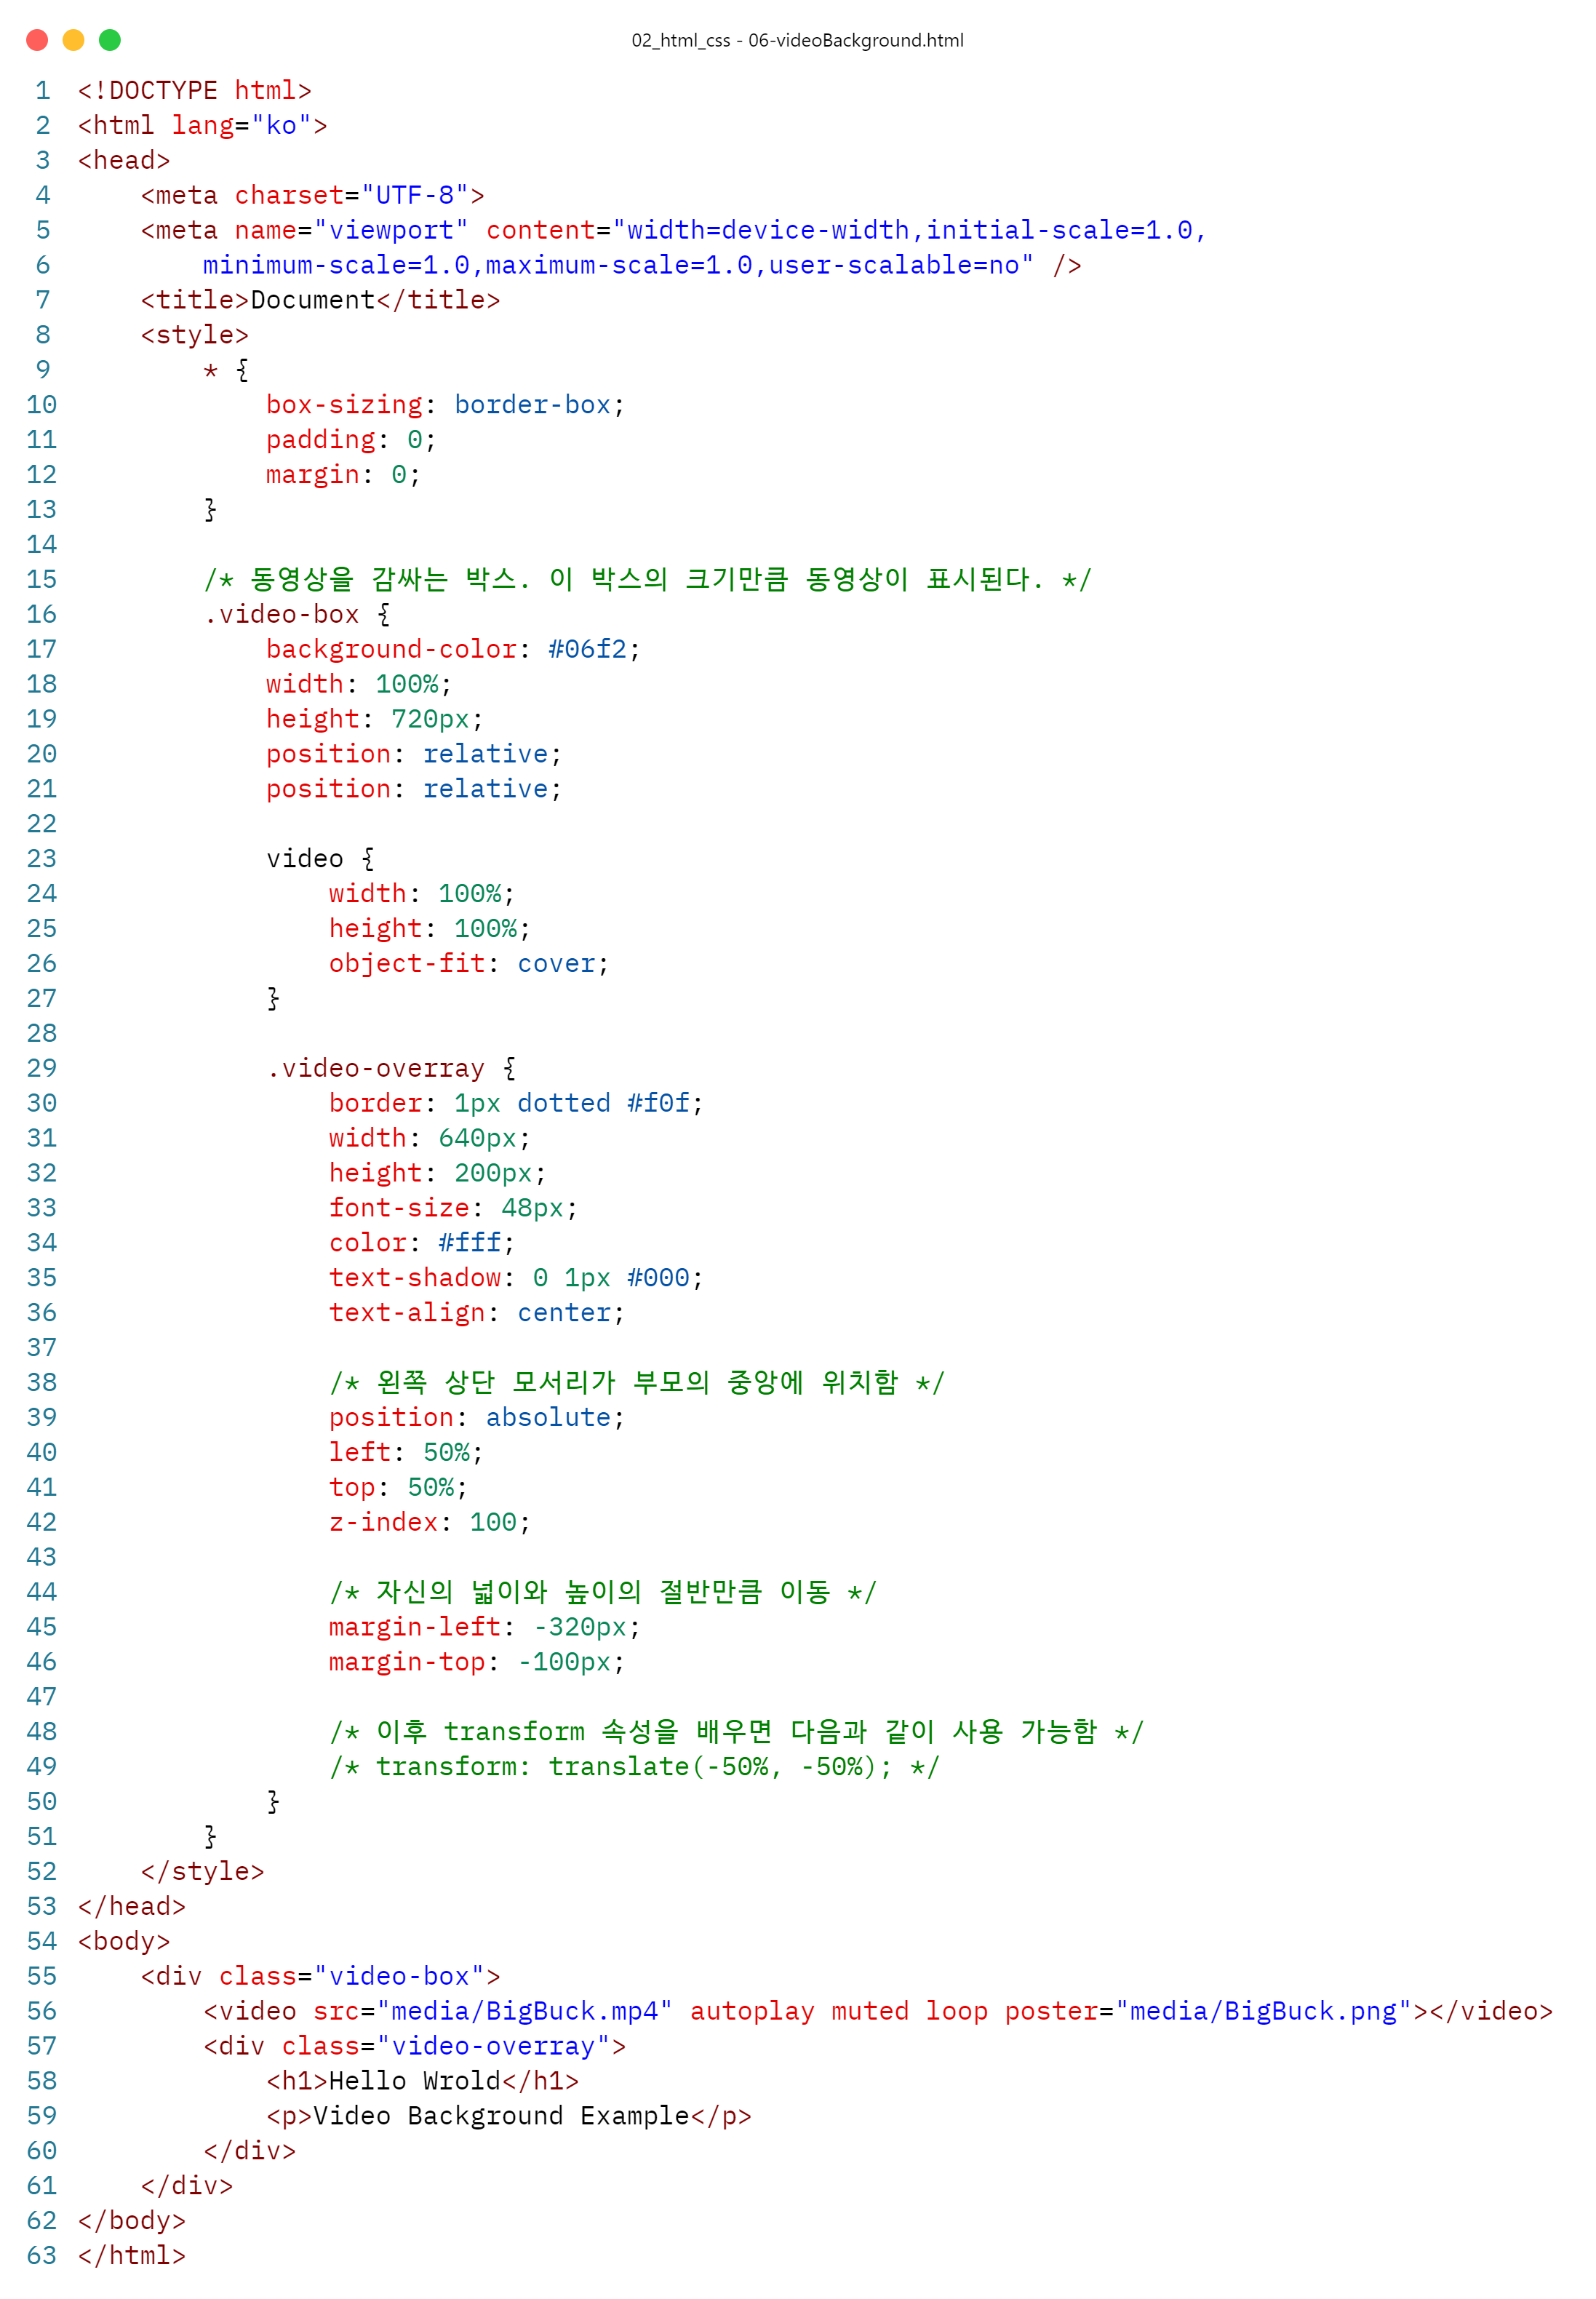 02_html_css - 06-videoBackground.html
1 <!DOCTYPE html>
2 <html lang="ko">
3 <head>
4     <meta charset="UTF-8">
5     <meta name="viewport" content="width=device-width,initial-scale=1.0,
6         minimum-scale=1.0,maximum-scale=1.0,user-scalable=no" />
7     <title>Document</title>
8     <style>
9         * {
10             box-sizing: border-box;
11             padding: 0;
12             margin: 0;
13         }
14
15         /* 동영상을 감싸는 박스. 이 박스의 크기만큼 동영상이 표시된다. */
16         .video-box {
17             background-color: #06f2;
18             width: 100%;
19             height: 720px;
20             position: relative;
21             position: relative;
22
23             video {
24                 width: 100%;
25                 height: 100%;
26                 object-fit: cover;
27             }
28
29             .video-overray {
30                 border: 1px dotted #f0f;
31                 width: 640px;
32                 height: 200px;
33                 font-size: 48px;
34                 color: #fff;
35                 text-shadow: 0 1px #000;
36                 text-align: center;
37
38                 /* 왼쪽 상단 모서리가 부모의 중앙에 위치함 */
39                 position: absolute;
40                 left: 50%;
41                 top: 50%;
42                 z-index: 100;
43
44                 /* 자신의 넓이와 높이의 절반만큼 이동 */
45                 margin-left: -320px;
46                 margin-top: -100px;
47
48                 /* 이후 transform 속성을 배우면 다음과 같이 사용 가능함 */
49                 /* transform: translate(-50%, -50%); */
50             }
51         }
52     </style>
53 </head>
54 <body>
55     <div class="video-box">
56         <video src="media/BigBuck.mp4" autoplay muted loop poster="media/BigBuck.png"></video>
57         <div class="video-overray">
58             <h1>Hello Wrold</h1>
59             <p>Video Background Example</p>
60         </div>
61     </div>
62 </body>
63 </html>